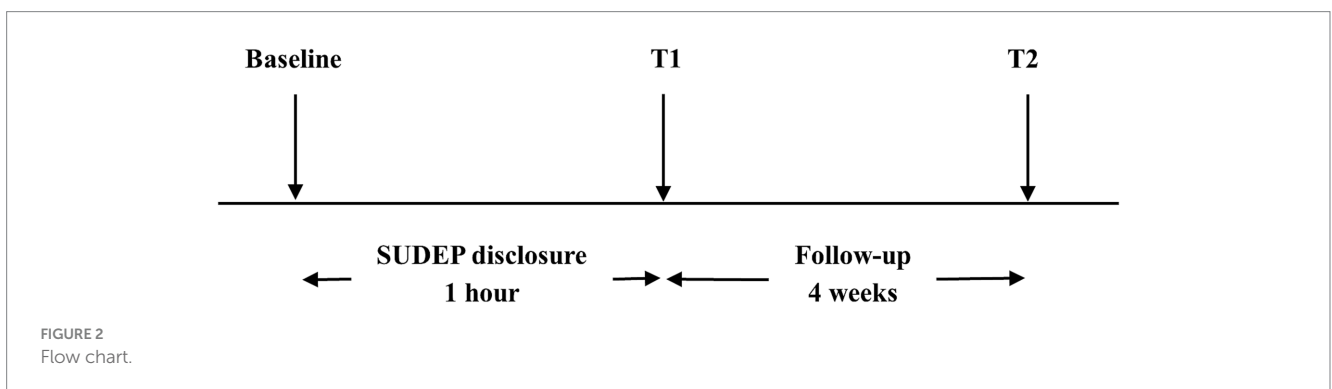 Baseline
T1
T2
SUDEP disclosure
1 hour
Follow-up
4 weeks
FIGURE 2
Flow chart.